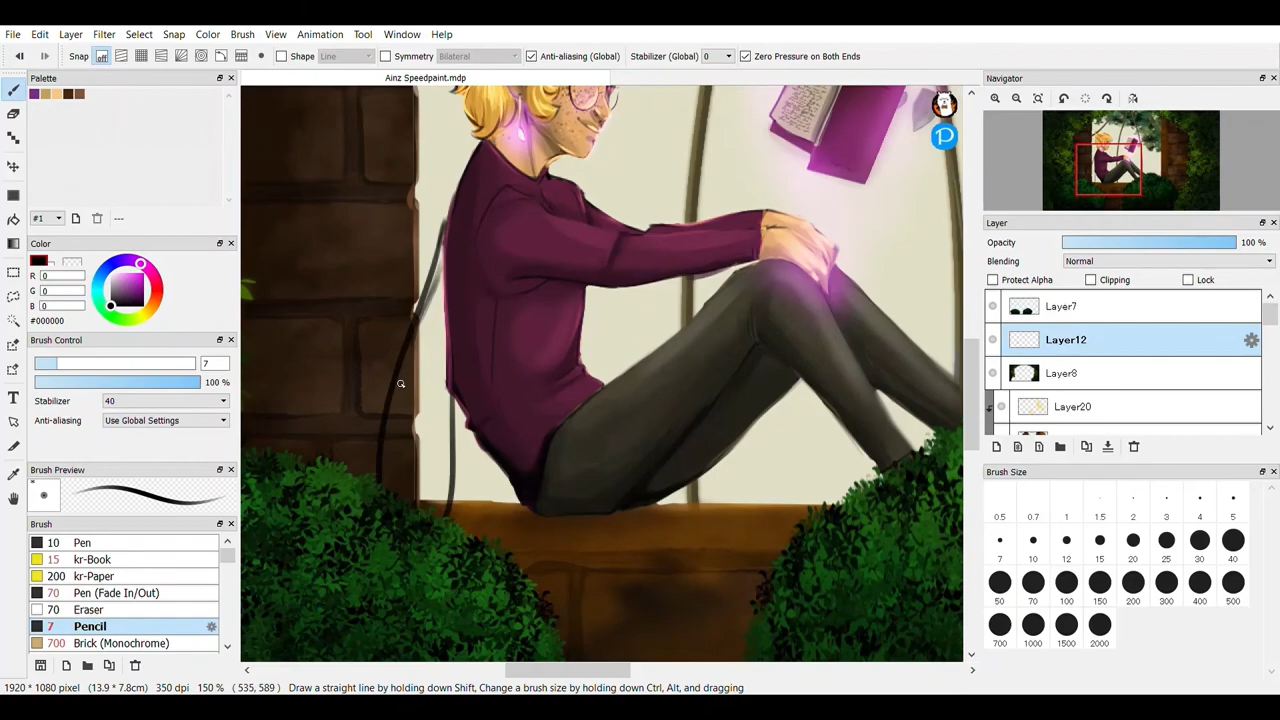 File Edit Layer Filter Select Snap Color Brush View Animation Tool Window Help
Snap off Shape Line Symmetry Bilateral Anti-aliasing (Global) Stabilizer (Global) 0 Zero Pressure on Both Ends
Palette
#1 ---
Color
R 0
G 0
B 0
#000000
Brush Control
7
100 %
Stabilizer 40
Anti-aliasing Use Global Settings
Brush Preview
Brush
10 Pen
15 kr-Book
200 kr-Paper
70 Pen (Fade In/Out)
70 Eraser
7 Pencil
700 Brick (Monochrome)
Ainz Speedpaint.mdp
P
Navigator
Layer
Opacity 100 %
Blending Normal
Protect Alpha Clipping Lock
Layer7
Layer12
Layer8
Layer20
Brush Size
0.5 0.7 1 1.5 2 3 4 5
7 10 12 15 20 25 30 40
50 70 100 150 200 300 400 500
700 1000 1500 2000
1920 * 1080 pixel (13.9 * 7.8cm) 350 dpi 150 % ( 535, 589 ) Draw a straight line by holding down Shift, Change a brush size by holding down Ctrl, Alt, and dragging